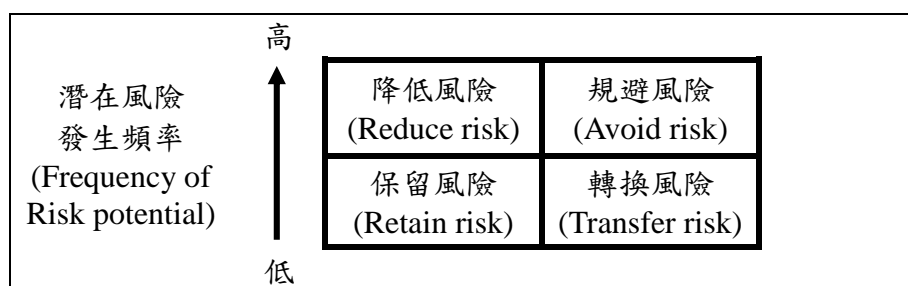 高
潛在風險
發生頻率
(Frequency of
Risk potential)
降低風險
(Reduce risk)
規避風險
(Avoid risk)
保留風險
(Retain risk)
轉換風險
(Transfer risk)
低